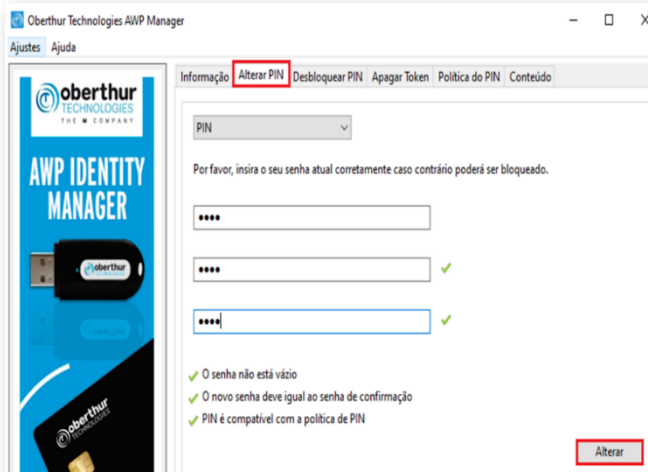 Oberthur Technologies AWP Manager
Ajustes Ajuda
oberthur
TECHNOLOGIES
THE M COMPANY
AWP IDENTITY
MANAGER
oberthur
TECHNOLOGIES
oberthur
TECHNOLOGIES
Informação Alterar PIN Desbloquear PIN Apagar Token Política do PIN Conteúdo
PIN
Por favor, insira o seu senha atual corretamente caso contrário poderá ser bloqueado.
O senha não está vázio
O novo senha deve igual ao senha de confirmação
PIN é compatível com a política de PIN
Alterar